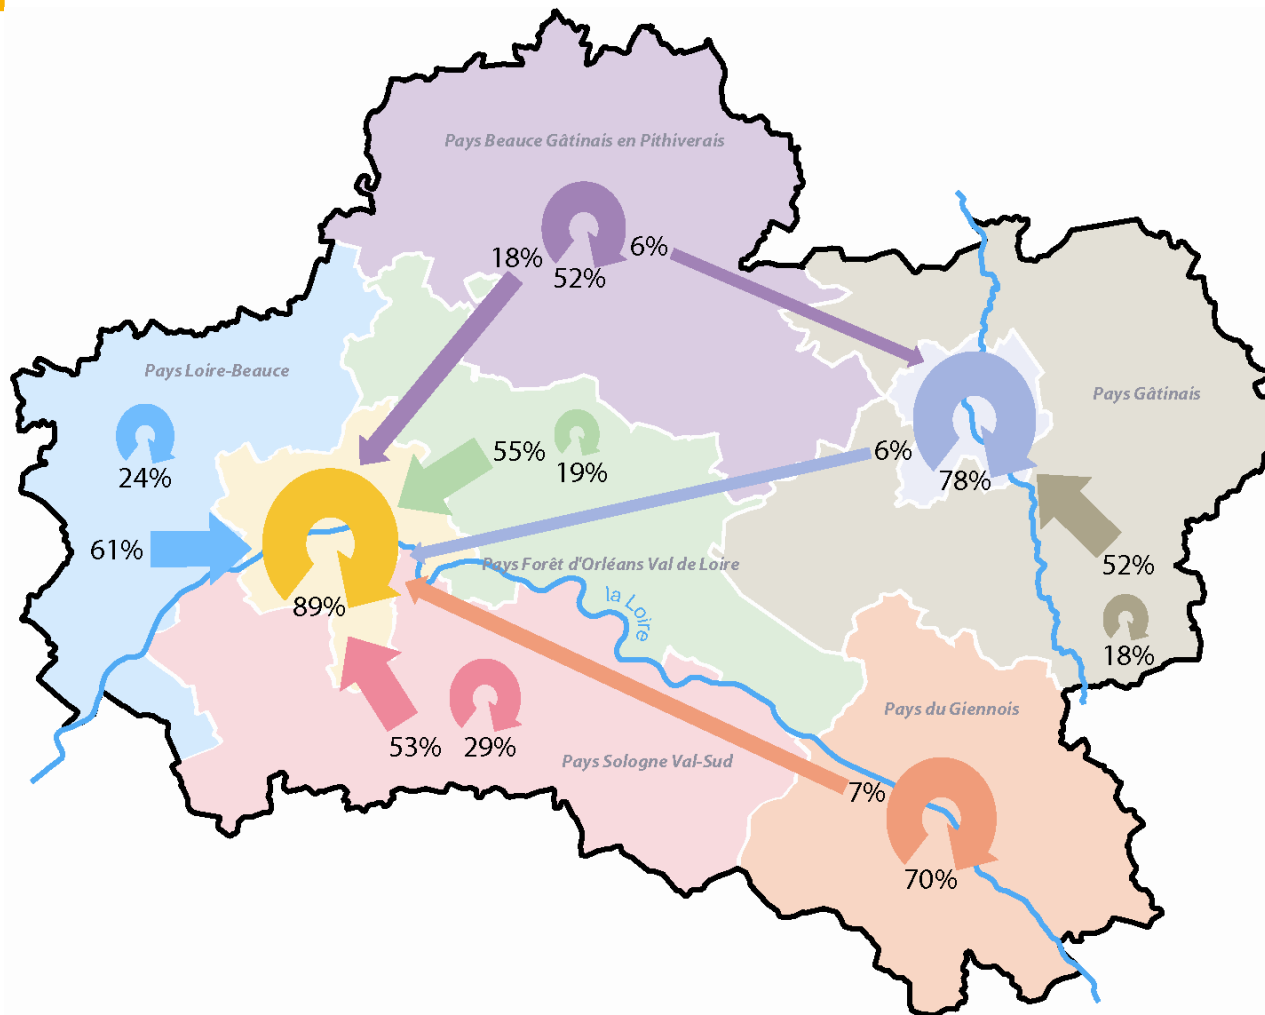 Pays Beauce Gâtinais en Pithiverais
18%
6%
52%
Pays Loire-Beauce
Pays Gâtinais
24%
55%
19%
6%
78%
61%
52%
Pays Forêt d'Orléans Val de Loire
89%
la Loire
18%
53%
29%
Pays Sologne Val-Sud
Pays du Giennois
7%
70%